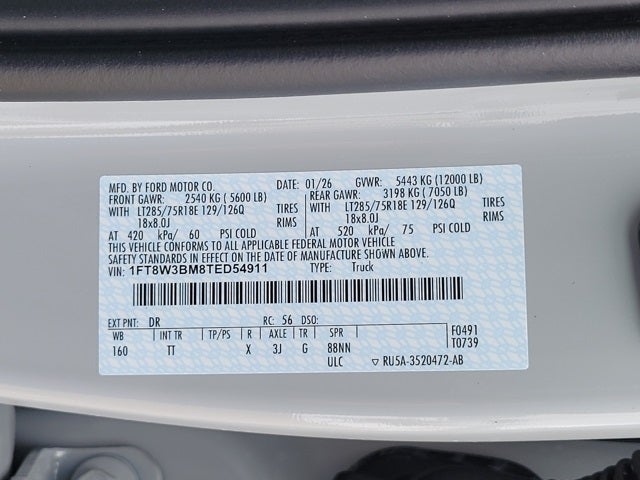 MFD. BY FORD MOTOR CO. DATE: 01/26 GVWR: 5443 KG (12000 LB)
FRONT GAWR: 2540 KG ( 5600 LB) REAR GAWR: 3198 KG ( 7050 LB)
WITH LT285/75R18E 129/126Q TIRES WITH LT285/75R18E 129/126Q TIRES
18x8.0J RIMS 18x8.0J RIMS
AT 420 kPa/ 60 PSI COLD AT 520 kPa/ 75 PSI COLD
THIS VEHICLE CONFORMS TO ALL APPLICABLE FEDERAL MOTOR VEHICLE
SAFETY STANDARDS IN EFFECT ON THE DATE OF MANUFACTURE SHOWN ABOVE.
VIN: 1FT8W3BM8TED54911 TYPE: Truck
EXT PNT: DR RC: 56 DSO:
WB INT TR TP/PS R AXLE TR SPR F0491
160 TT X 3J G 88NN T0739
ULC ▽ RU5A-3520472-AB